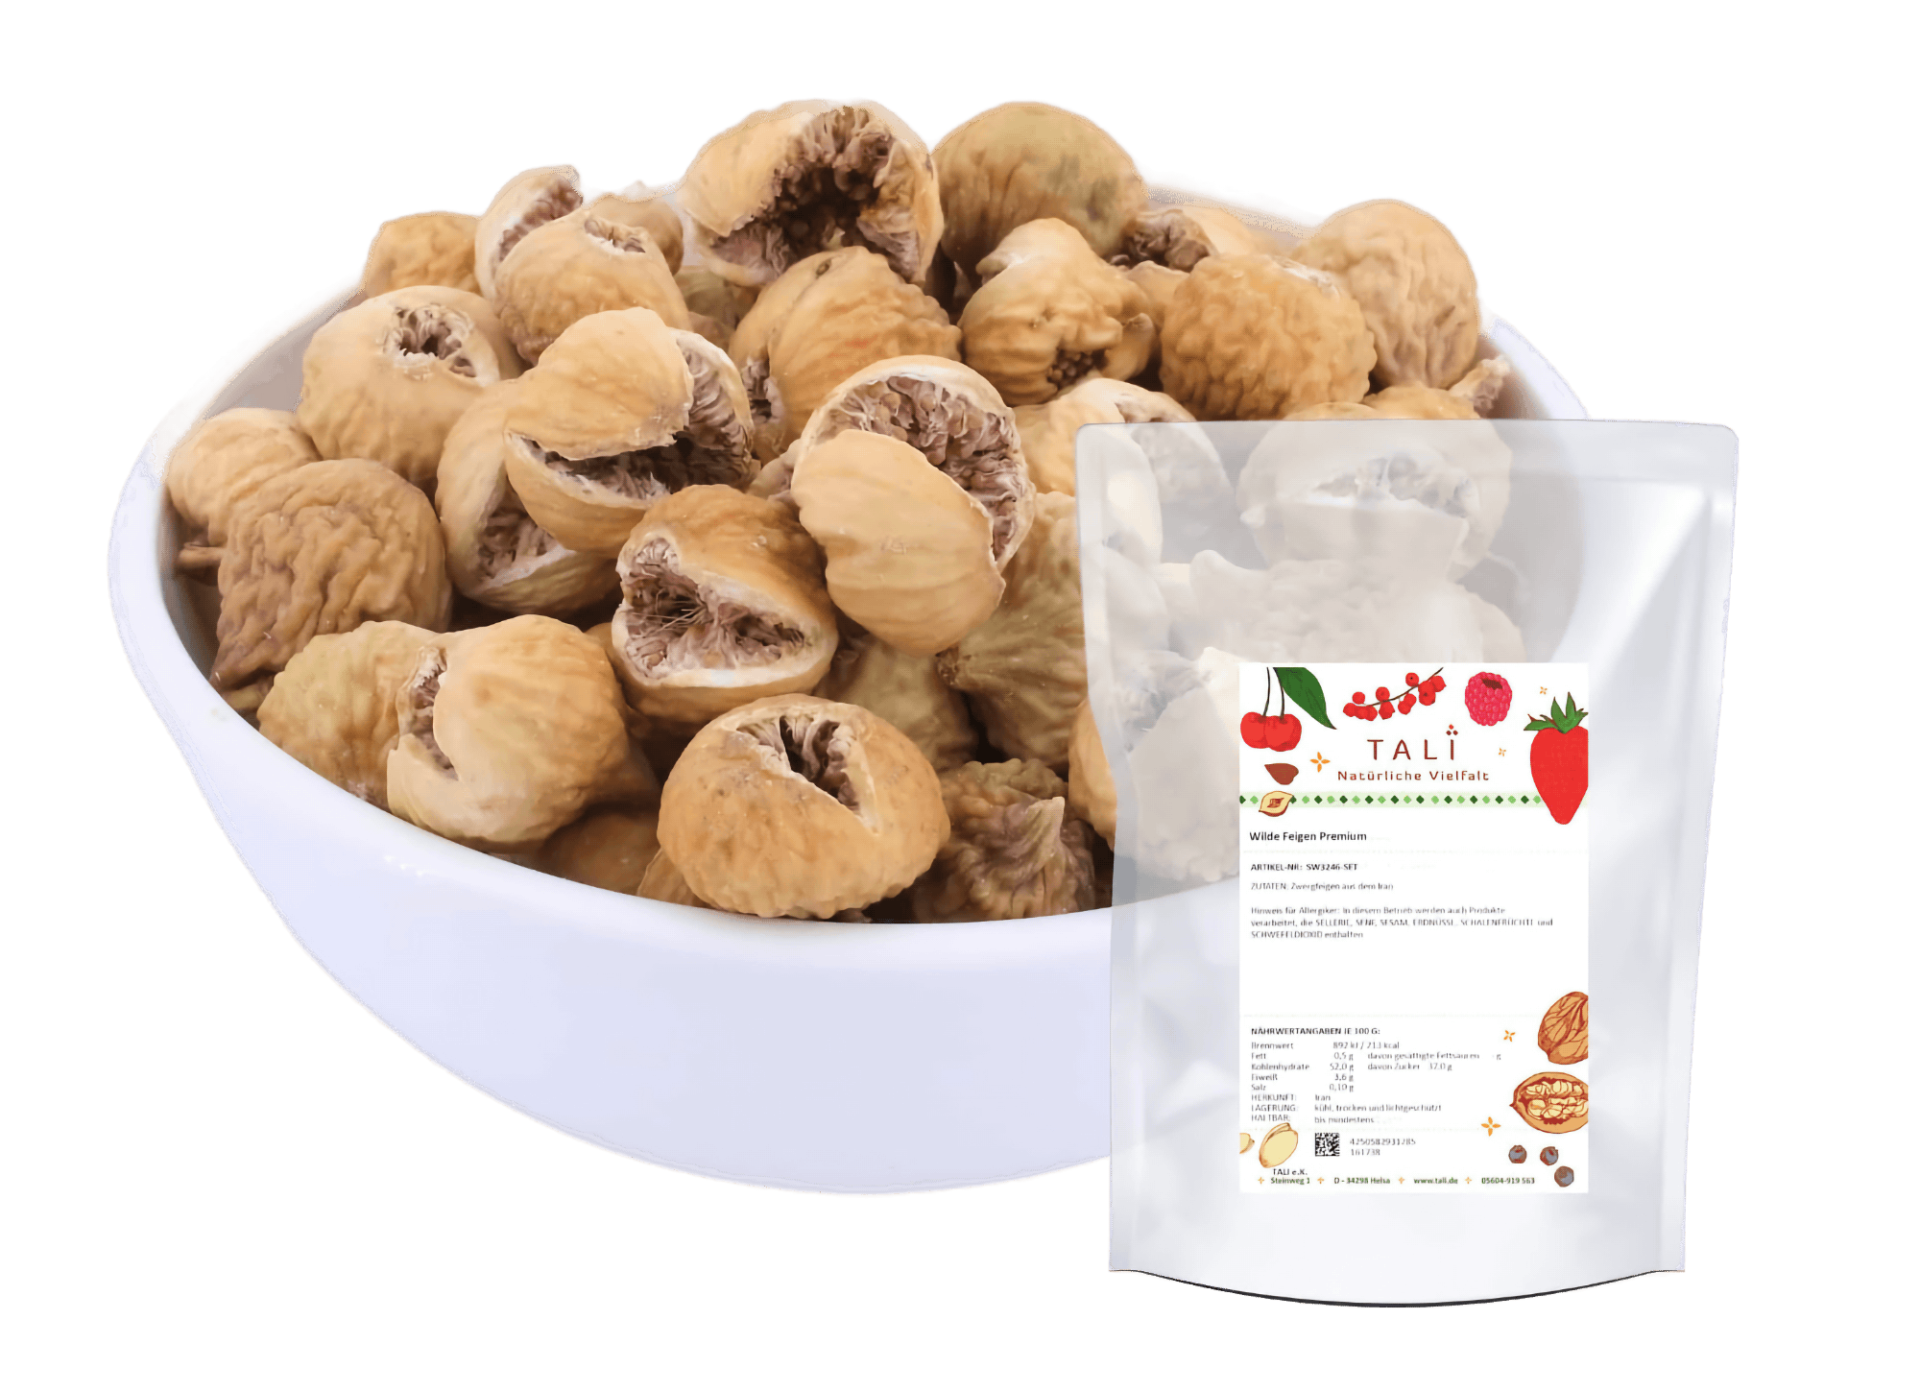 TALI
Natürliche Vielfalt
Wilde Feigen Premium
ARTIKEL-NR: SW3246-SET
ZUTATEN: Zwergfeigen aus dem Iran
Hinweis für Allergiker: In diesem Betrieb werden auch Produkte
verarbeitet, die SELLERIE, SENF, SESAM, ERDNÜSSE, SCHALENFRÜCHTE und
SCHWEFELDIOXID enthalten
NÄHRWERTANGABEN JE 100 G:
Brennwert 892 kJ / 213 kcal
Fett 0,5 g davon gesättigte Fettsäuren - g
Kohlenhydrate 52,0 g davon Zucker 32,0 g
Eiweiß 3,6 g
Salz 0,10 g
HERKUNFT: Iran
LAGERUNG: kühl, trocken und lichtgeschützt
HALTBAR: bis mindestens
4250582931785
161738
TALI e.K.
Steinweg 1 D - 34298 Helsa www.tali.de 05604-919 563